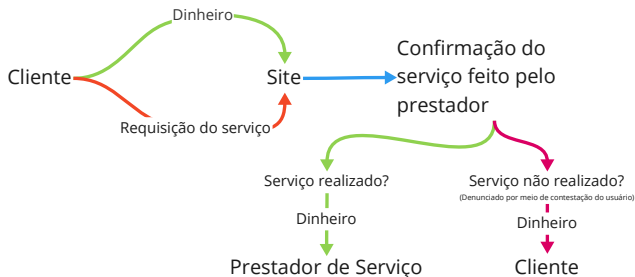 Dinheiro
Cliente
Site
Confirmação do
serviço feito pelo
prestador
Requisição do serviço
Serviço realizado?
Serviço não realizado?
(Denunciado por meio de contestação do usuário)
Dinheiro
Dinheiro
Prestador de Serviço
Cliente